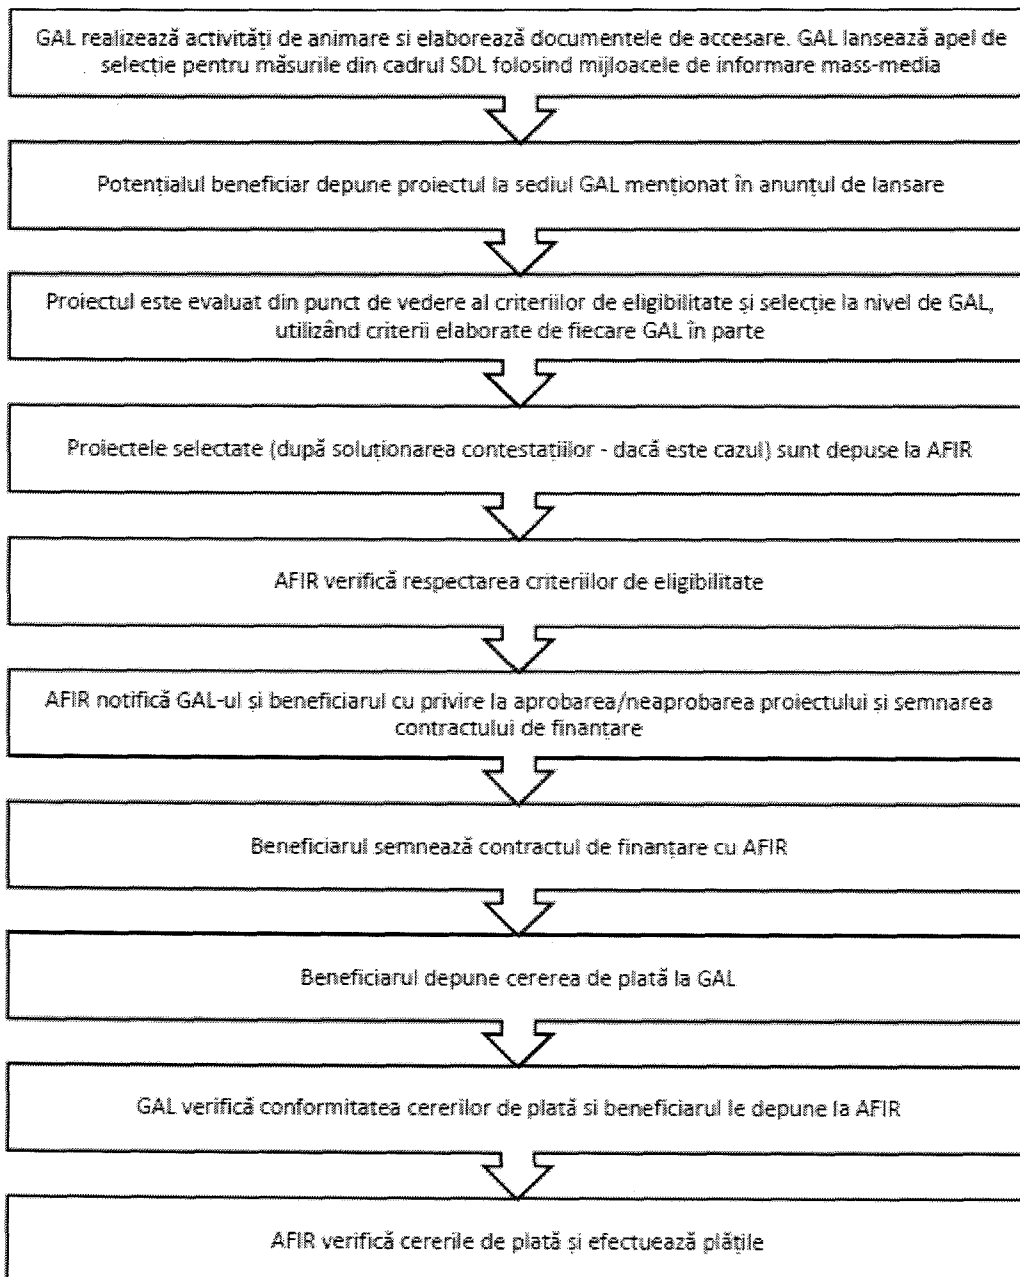 GAL realizează activități de animare si elaborează documentele de accesare. GAL lansează apel de
selecție pentru măsurile din cadrul SDL folosind mijloacele de informare mass-media
Potențialul beneficiar depune proiectul la sediul GAL menționat în anunțul de lansare
Proiectul este evaluat din punct de vedere al criteriilor de eligibilitate și selecție la nivel de GAL,
utilizând criterii elaborate de fiecare GAL în parte
Proiectele selectate (după soluționarea contestațiilor - dacă este cazul) sunt depuse la AFIR
AFIR verifică respectarea criteriilor de eligibilitate
AFIR notifică GAL-ul și beneficiarul cu privire la aprobarea/neaprobarea proiectului și semnarea
contractului de finanțare
Beneficiarul semnează contractul de finanțare cu AFIR
Beneficiarul depune cererea de plată la GAL
GAL verifică conformitatea cererilor de plată si beneficiarul le depune la AFIR
AFIR verifică cererile de plată și efectuează plățile